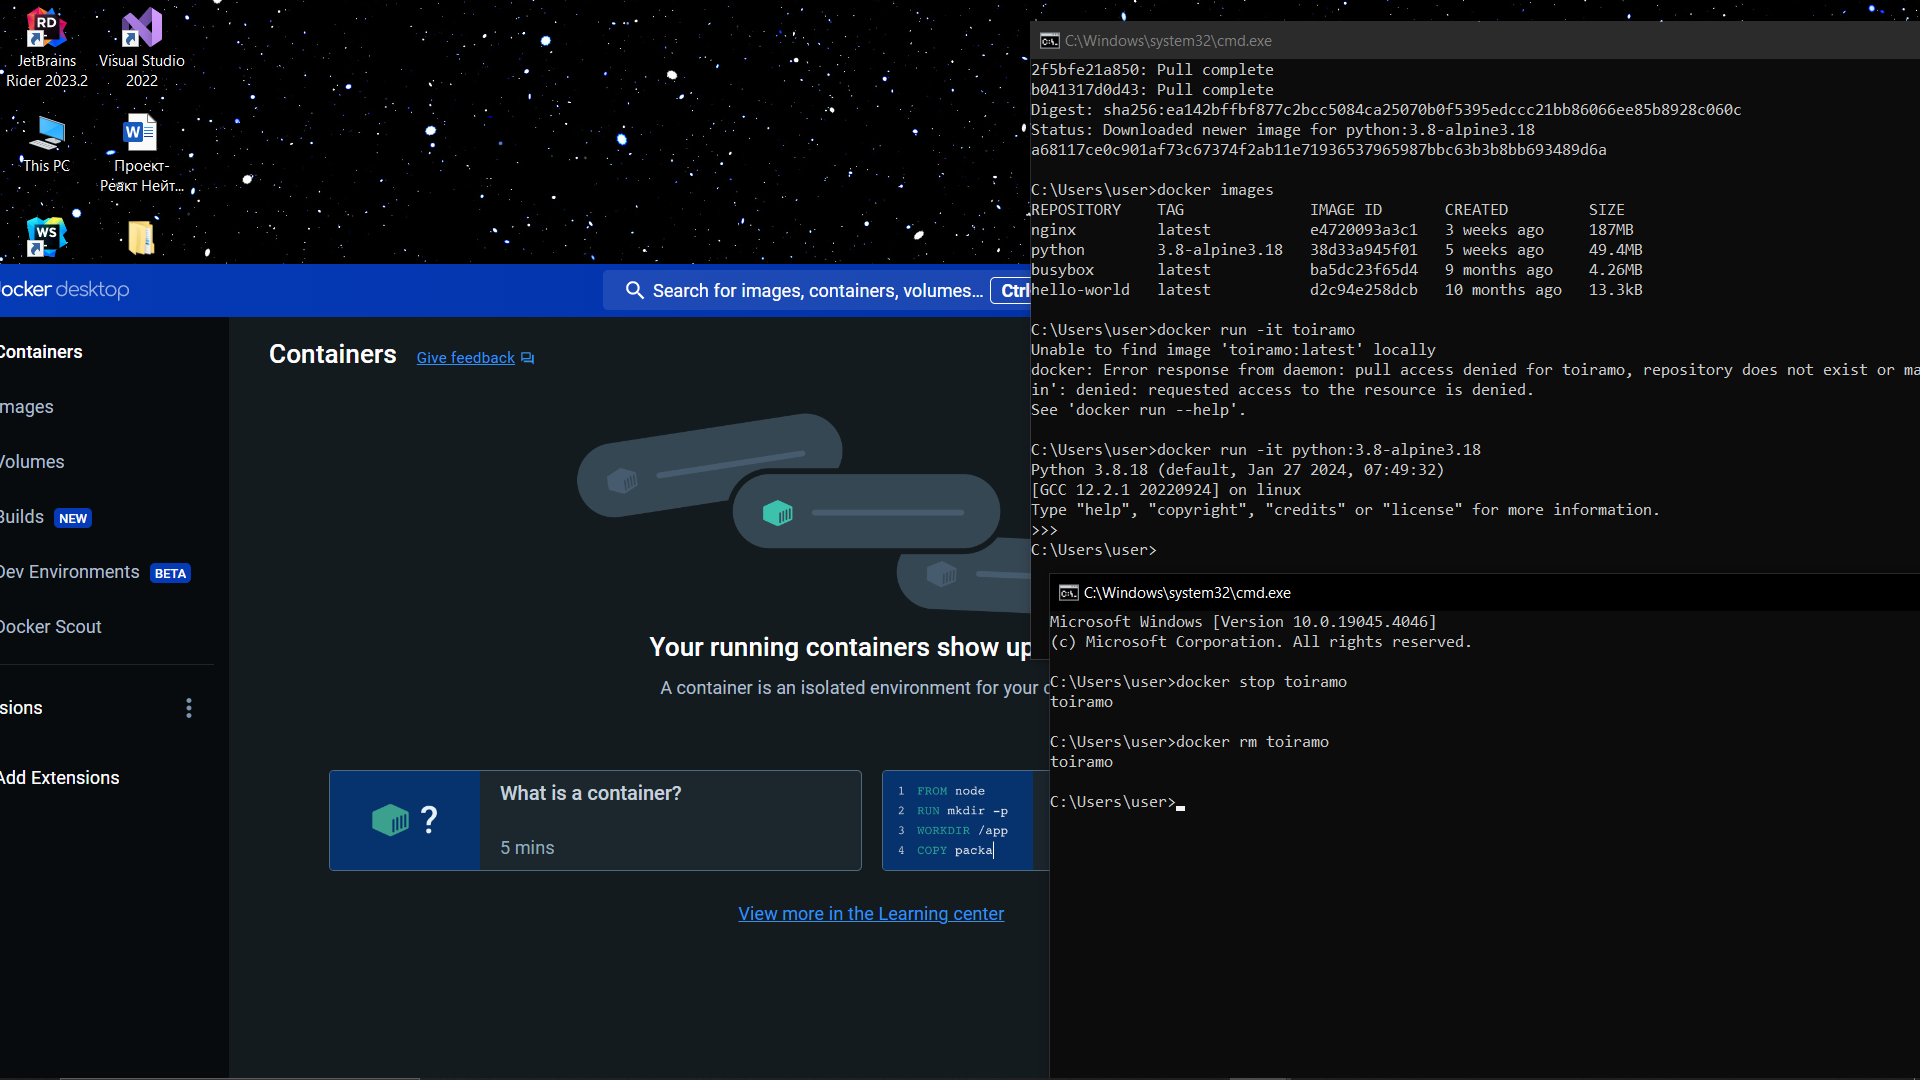 JetBrains
Rider 2023.2
Visual Studio
2022
This PC
Проект-
Реакт Нейт...
RD
W
WS
ocker desktop
Search for images, containers, volumes...
Ctrl
Containers
mages
Volumes
Builds NEW
Dev Environments BETA
Docker Scout
sions
Add Extensions
Containers
Give feedback
Your running containers show up
A container is an isolated environment for your c
?
What is a container?
5 mins
1 FROM node
2 RUN mkdir -p
3 WORKDIR /app
4 COPY packa
View more in the Learning center
C:\Windows\system32\cmd.exe
2f5bfe21a850: Pull complete
b041317d0d43: Pull complete
Digest: sha256:ea142bffbf877c2bcc5084ca25070b0f5395edccc21bb86066ee85b8928c060c
Status: Downloaded newer image for python:3.8-alpine3.18
a68117ce0c901af73c67374f2ab11e71936537965987bbc63b3b8bb693489d6a
C:\Users\user>docker images
REPOSITORY TAG IMAGE ID CREATED SIZE
nginx latest e4720093a3c1 3 weeks ago 187MB
python 3.8-alpine3.18 38d33a945f01 5 weeks ago 49.4MB
busybox latest ba5dc23f65d4 9 months ago 4.26MB
hello-world latest d2c94e258dcb 10 months ago 13.3kB
C:\Users\user>docker run -it toiramo
Unable to find image 'toiramo:latest' locally
docker: Error response from daemon: pull access denied for toiramo, repository does not exist or ma
in': denied: requested access to the resource is denied.
See 'docker run --help'.
C:\Users\user>docker run -it python:3.8-alpine3.18
Python 3.8.18 (default, Jan 27 2024, 07:49:32)
[GCC 12.2.1 20220924] on linux
Type "help", "copyright", "credits" or "license" for more information.
>>>
C:\Users\user>
C:\Windows\system32\cmd.exe
Microsoft Windows [Version 10.0.19045.4046]
(c) Microsoft Corporation. All rights reserved.
C:\Users\user>docker stop toiramo
toiramo
C:\Users\user>docker rm toiramo
toiramo
C:\Users\user>